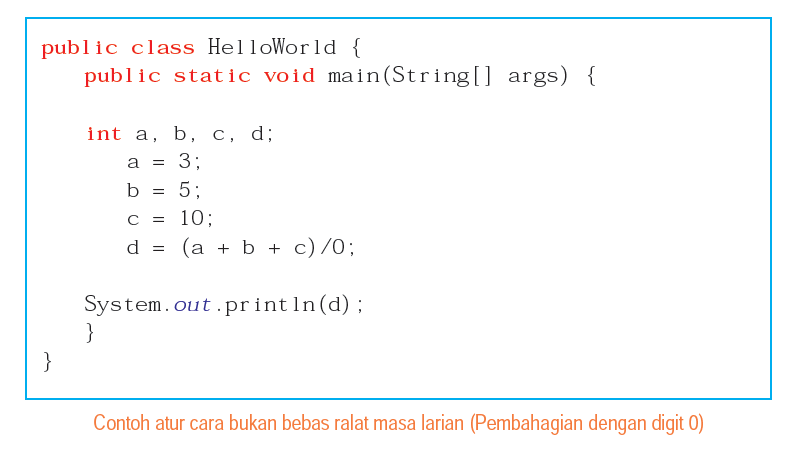 public class HelloWorld {
public static void main(String[] args) {
int a, b, c, d;
a = 3;
b = 5;
c = 10;
d = (a + b + c)/0;
System.out.println(d);
}
}
Contoh atur cara bukan bebas ralat masa larian (Pembahagian dengan digit 0)